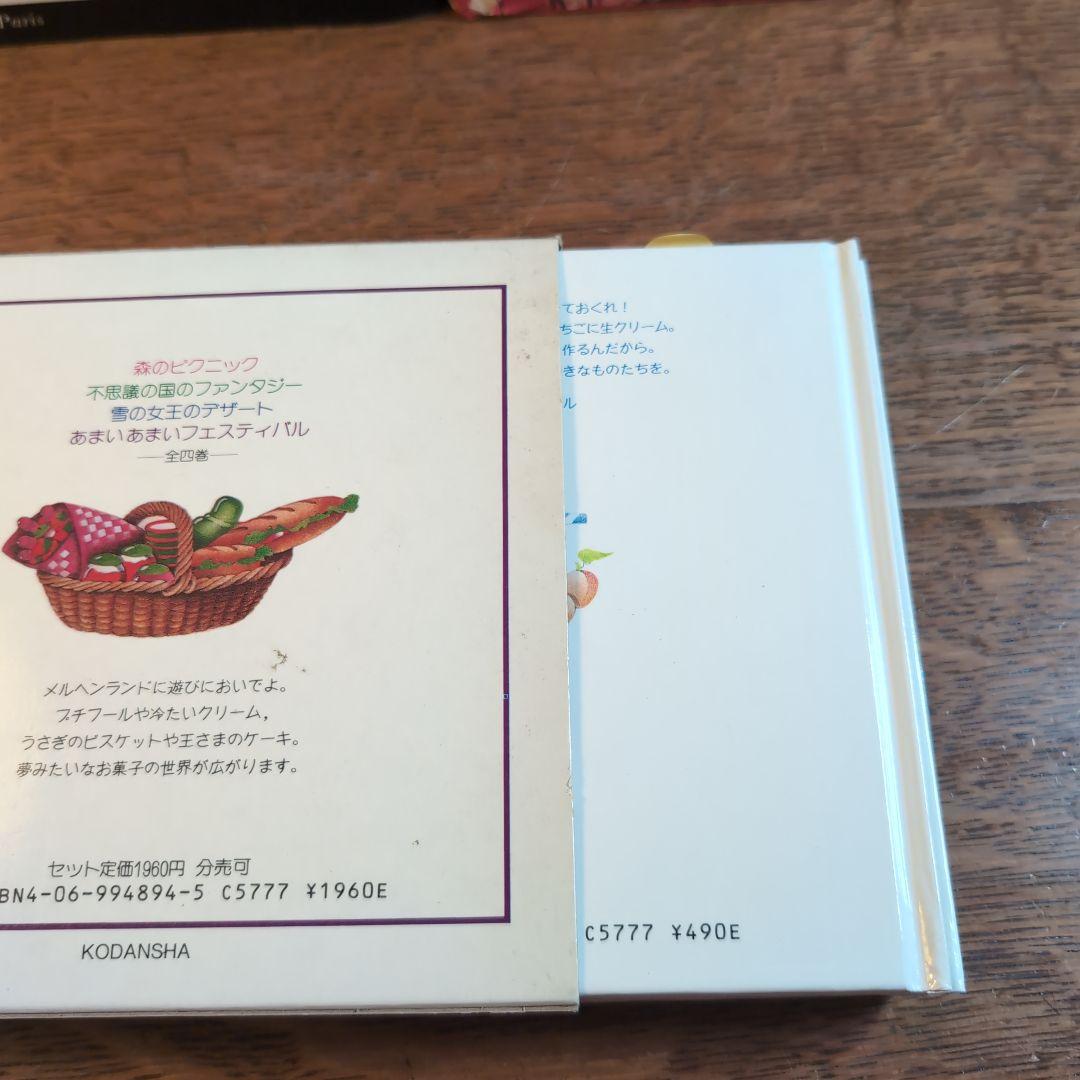 Paris
森のピクニック
不思議の国のファンタジー
雪の女王のデザート
あまいあまいフェスティバル
──全四巻──
メルヘンランドに遊びにおいでよ。
プチフールや冷たいクリーム,
うさぎのビスケットや王さまのケーキ。
夢みたいなお菓子の世界が広がります。
セット定価1960円 分売可
BN4-06-994894-5 C5777 ¥1960E
KODANSHA
ておくれ!
ちごに生クリーム。
作るんだから。
きなものたちを。
ル
C5777 ¥490E